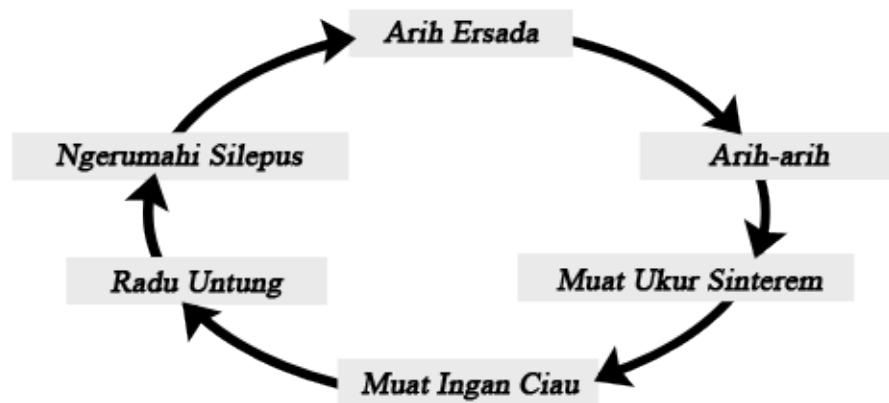 Arih Ersada
Arih-arih
Muat Ukur Sinterem
Muat Ingan Ciau
Radu Untung
Ngerumahi Silepus